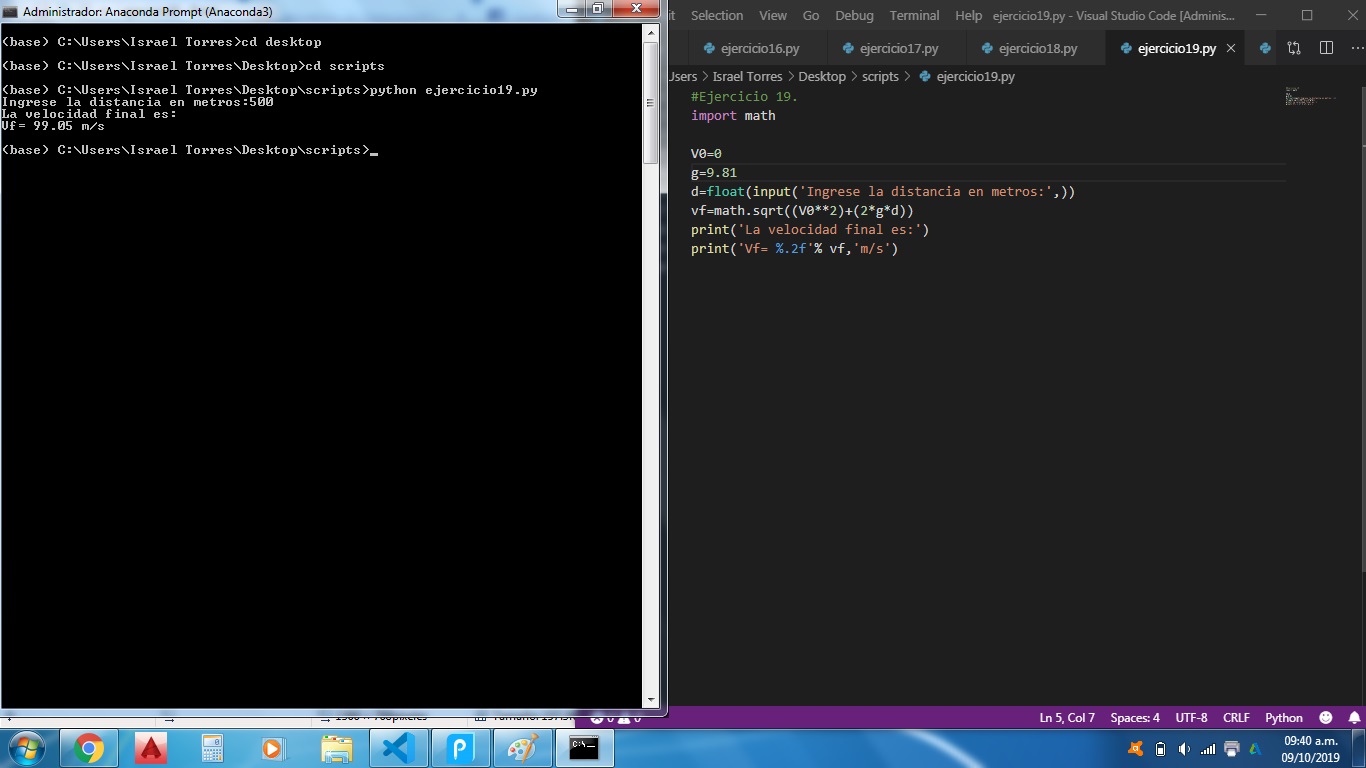 Administrador: Anaconda Prompt (Anaconda3)
(base) C:\Users\Israel Torres>cd desktop
(base) C:\Users\Israel Torres\Desktop>cd scripts
(base) C:\Users\Israel Torres\Desktop\scripts>python ejercicio19.py
Ingrese la distancia en metros:500
La velocidad final es:
Vf= 99.05 m/s
(base) C:\Users\Israel Torres\Desktop\scripts>_
Selection View Go Debug Terminal Help ejercicio19.py - Visual Studio Code [Adminis...
ejercicio16.py ejercicio17.py ejercicio18.py ejercicio19.py
Users > Israel Torres > Desktop > scripts > ejercicio19.py
#Ejercicio 19.
import math
V0=0
g=9.81
d=float(input('Ingrese la distancia en metros:',))
vf=math.sqrt((V0**2)+(2*g*d))
print('La velocidad final es:')
print('Vf= %.2f'% vf,'m/s')
Ln 5, Col 7 Spaces: 4 UTF-8 CRLF Python
09:40 a.m.
09/10/2019